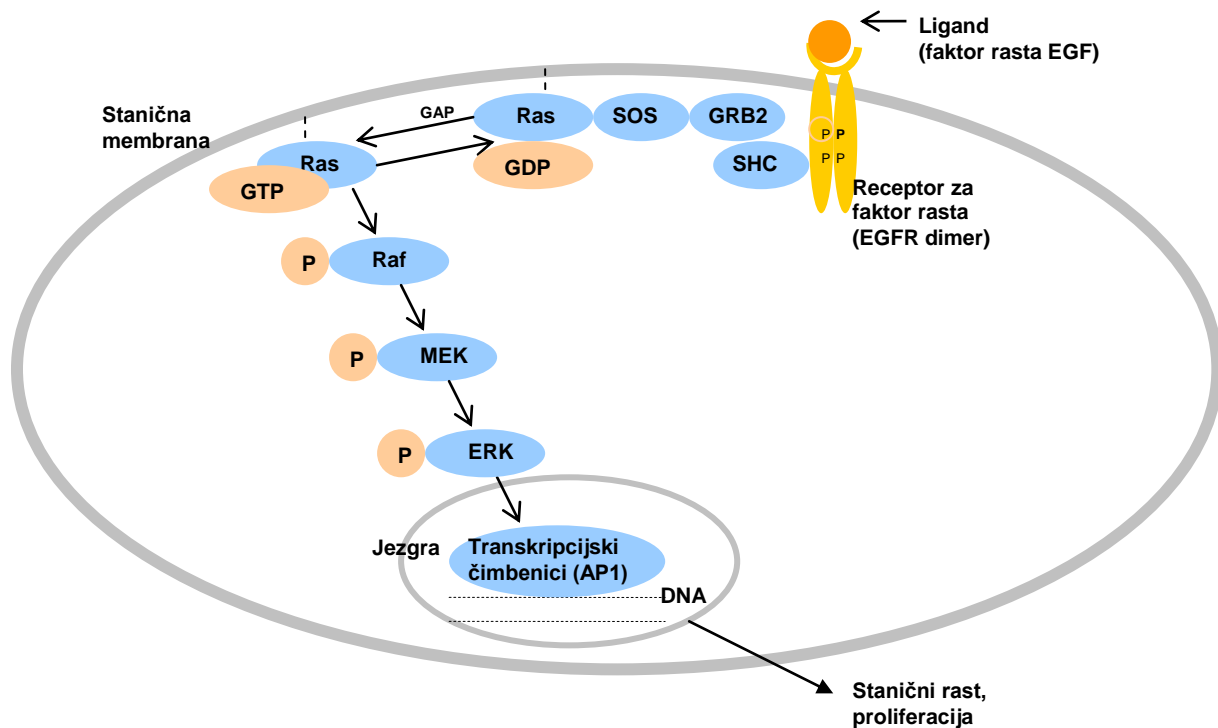 Ligand
(faktor rasta EGF)
Stanična
membrana
GAP
Ras
SOS
GRB2
Ras
GTP
GDP
SHC
P P
P P
Receptor za
faktor rasta
(EGFR dimer)
P
Raf
P
MEK
P
ERK
Jezgra
Transkripcijski
čimbenici (AP1)
DNA
Stanični rast,
proliferacija